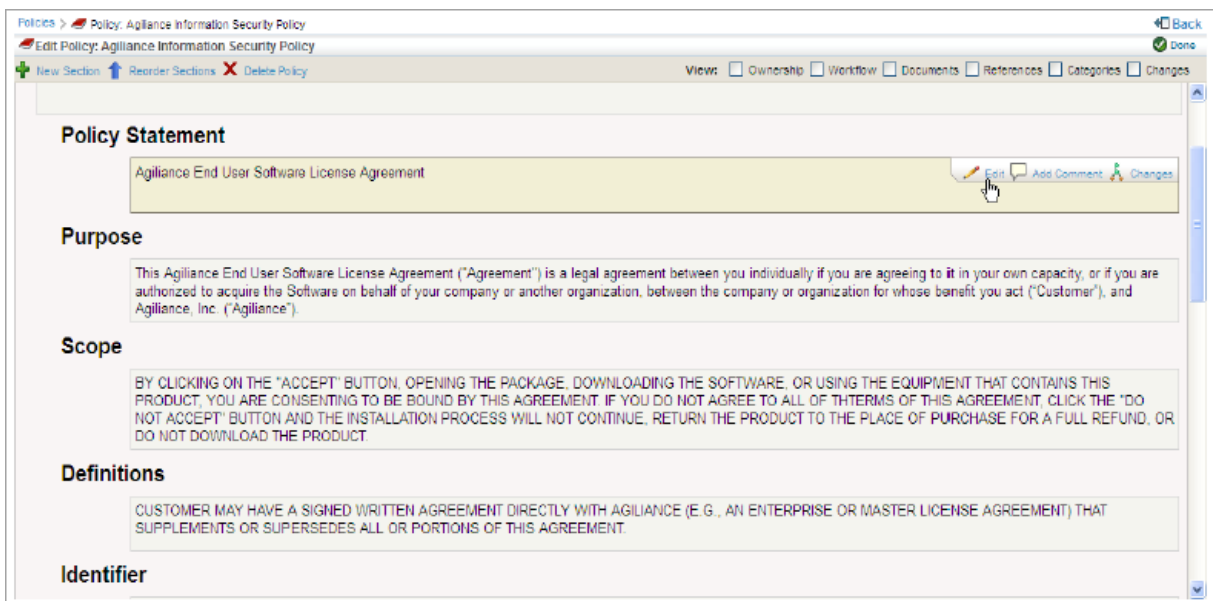 Policies > Policy: Agiliance Information Security Policy
Back
Edit Policy: Agiliance Information Security Policy
Done
New Section Reorder Sections Delete Policy
View: Ownership Workflow Documents References Categories Changes
Policy Statement
Agiliance End User Software License Agreement
Edit Add Comment Changes
Purpose
This Agiliance End User Software License Agreement ("Agreement") is a legal agreement between you individually if you are agreeing to it in your own capacity, or if you are
authorized to acquire the Software on behalf of your company or another organization, between the company or organization for whose benefit you act ("Customer"), and
Agiliance, Inc. ("Agiliance").
Scope
BY CLICKING ON THE "ACCEPT" BUTTON, OPENING THE PACKAGE, DOWNLOADING THE SOFTWARE, OR USING THE EQUIPMENT THAT CONTAINS THIS
PRODUCT, YOU ARE CONSENTING TO BE BOUND BY THIS AGREEMENT. IF YOU DO NOT AGREE TO ALL OF THTERMS OF THIS AGREEMENT, CLICK THE "DO
NOT ACCEPT" BUTTON AND THE INSTALLATION PROCESS WILL NOT CONTINUE, RETURN THE PRODUCT TO THE PLACE OF PURCHASE FOR A FULL REFUND, OR
DO NOT DOWNLOAD THE PRODUCT.
Definitions
CUSTOMER MAY HAVE A SIGNED WRITTEN AGREEMENT DIRECTLY WITH AGILIANCE (E.G., AN ENTERPRISE OR MASTER LICENSE AGREEMENT) THAT
SUPPLEMENTS OR SUPERSEDES ALL OR PORTIONS OF THIS AGREEMENT.
Identifier